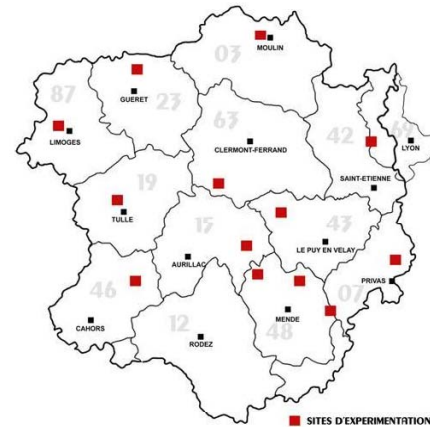 03
MOULIN
87
GUERET
23
LIMOGES
63
CLERMONT-FERRAND
42
69
LYON
19
TULLE
SAINT-ETIENNE
15
AURILLAC
43
LE PUY EN VELAY
46
CAHORS
12
RODEZ
MENDE
48
PRIVAS
07
SITES D'EXPERIMENTATION